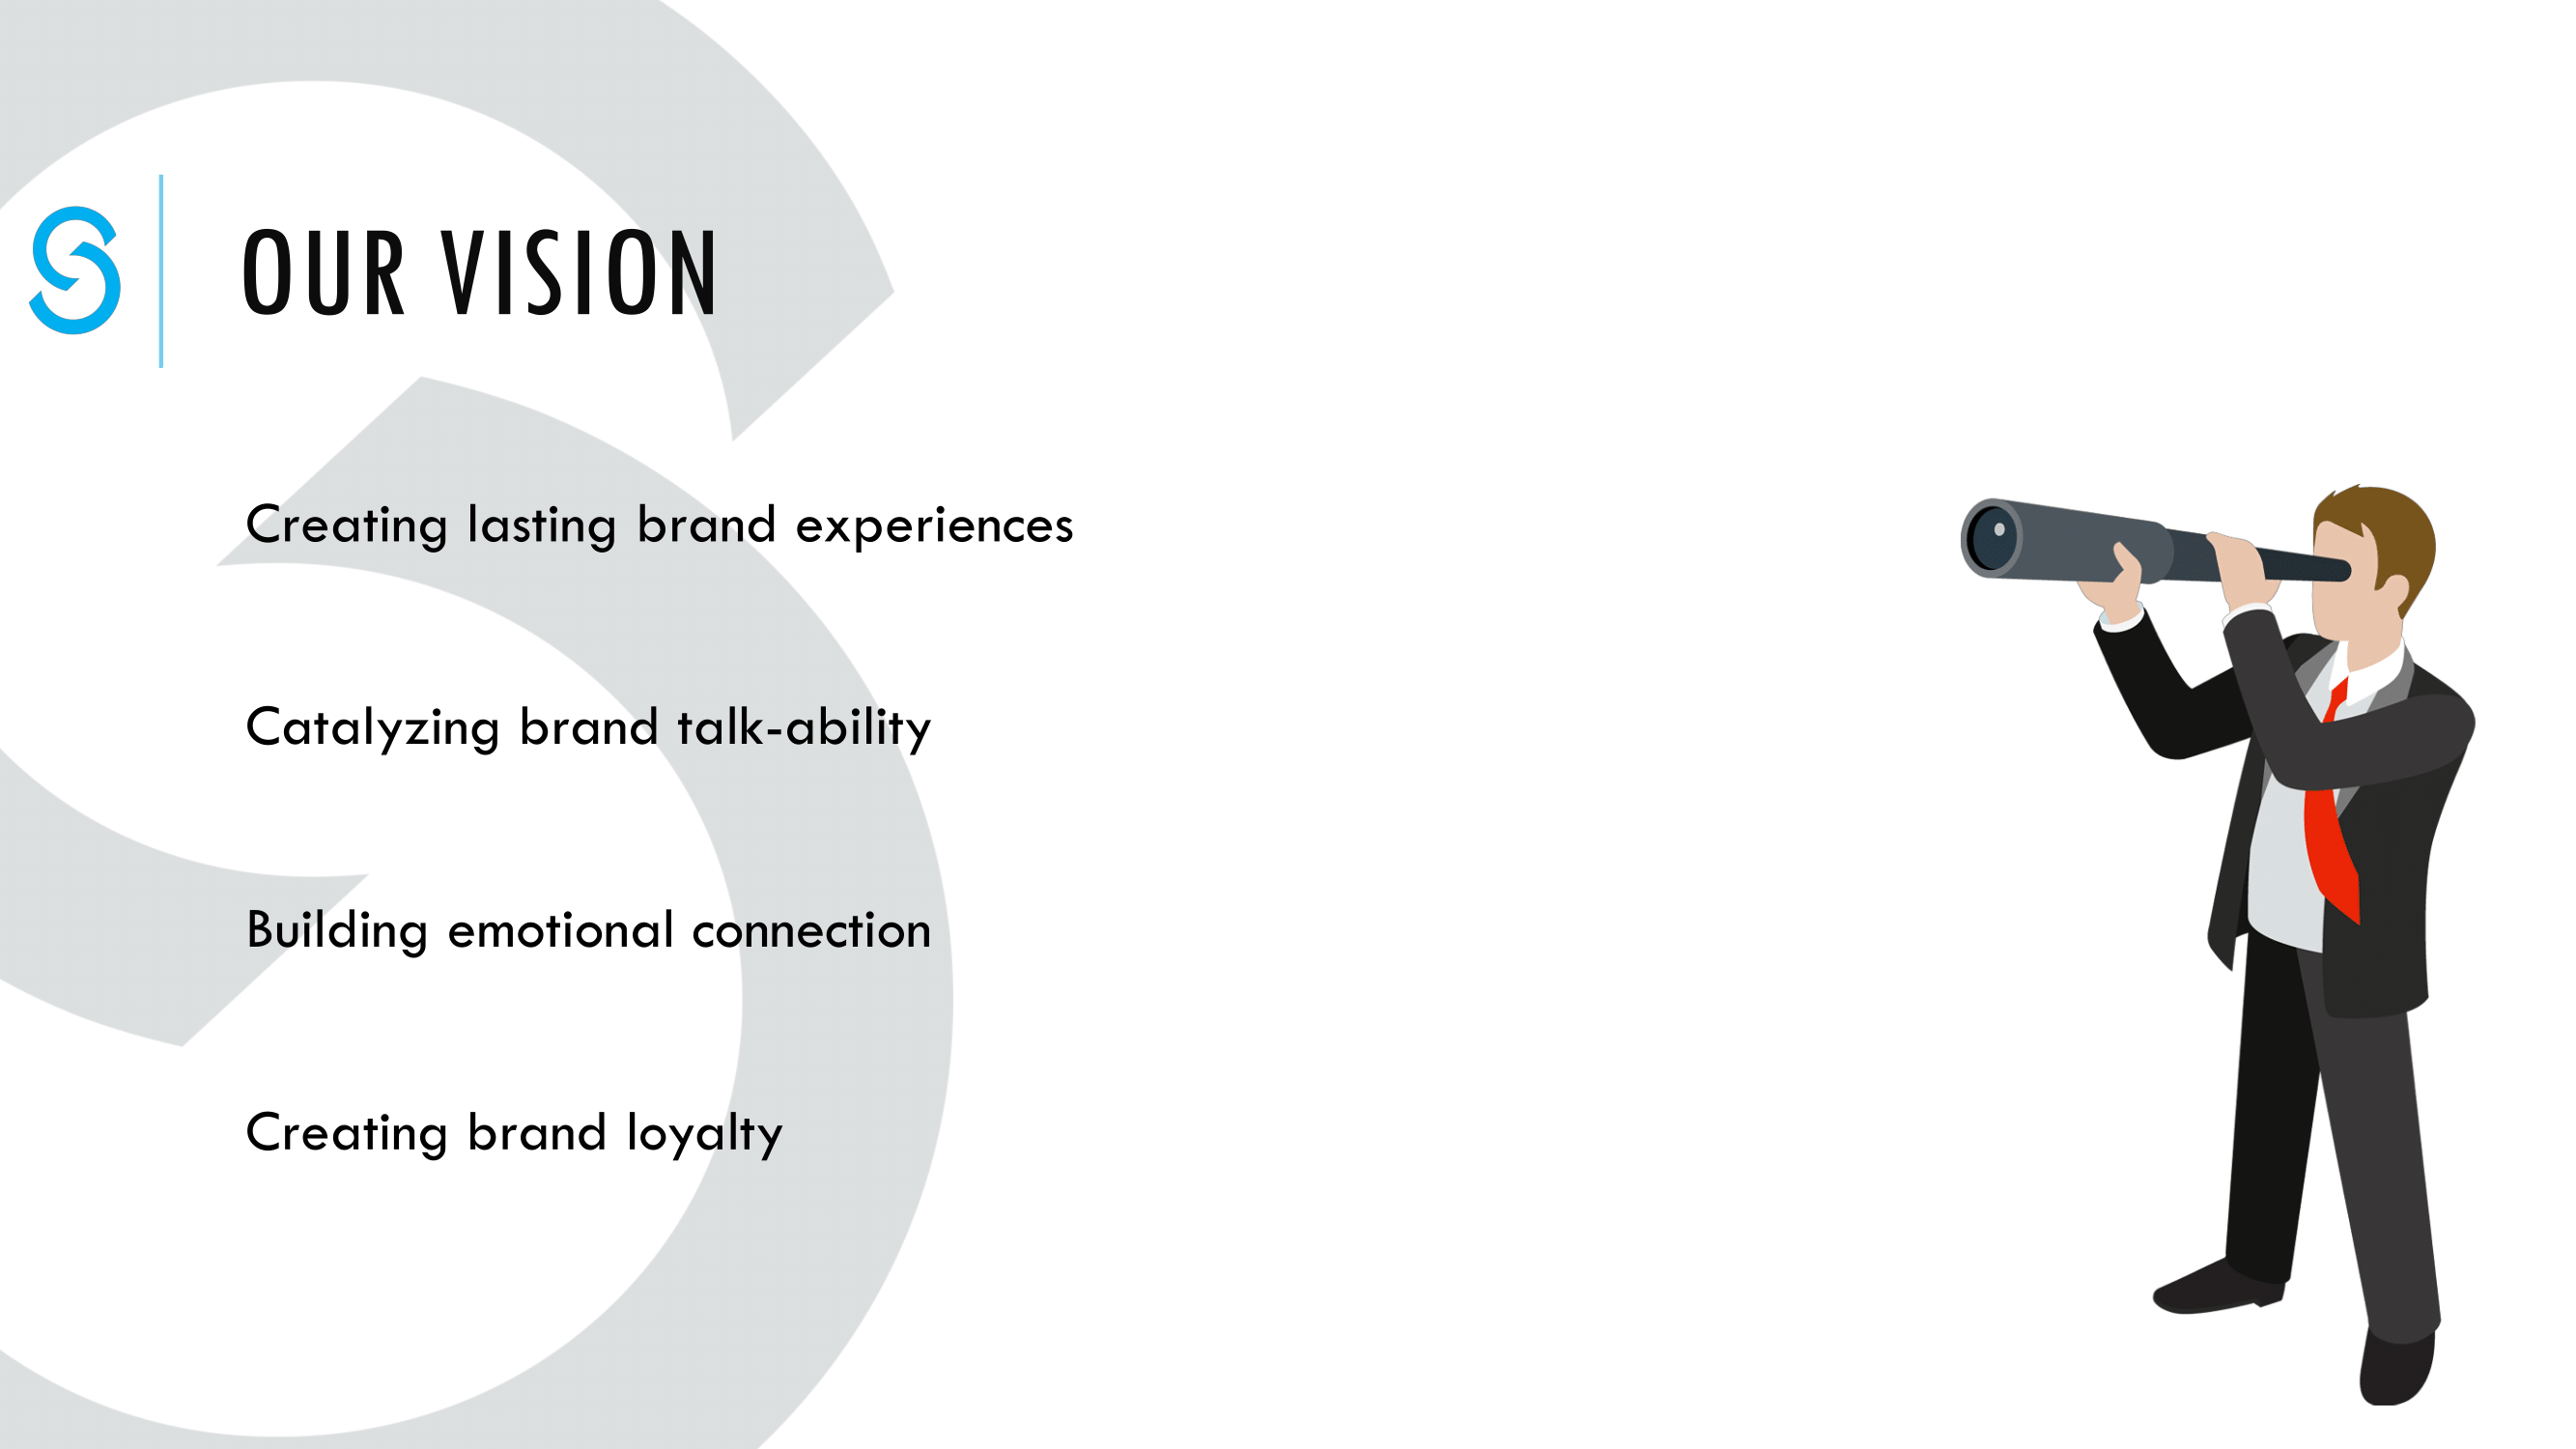 OUR VISION
Creating lasting brand experiences
Catalyzing brand talk-ability
Building emotional connection
Creating brand loyalty